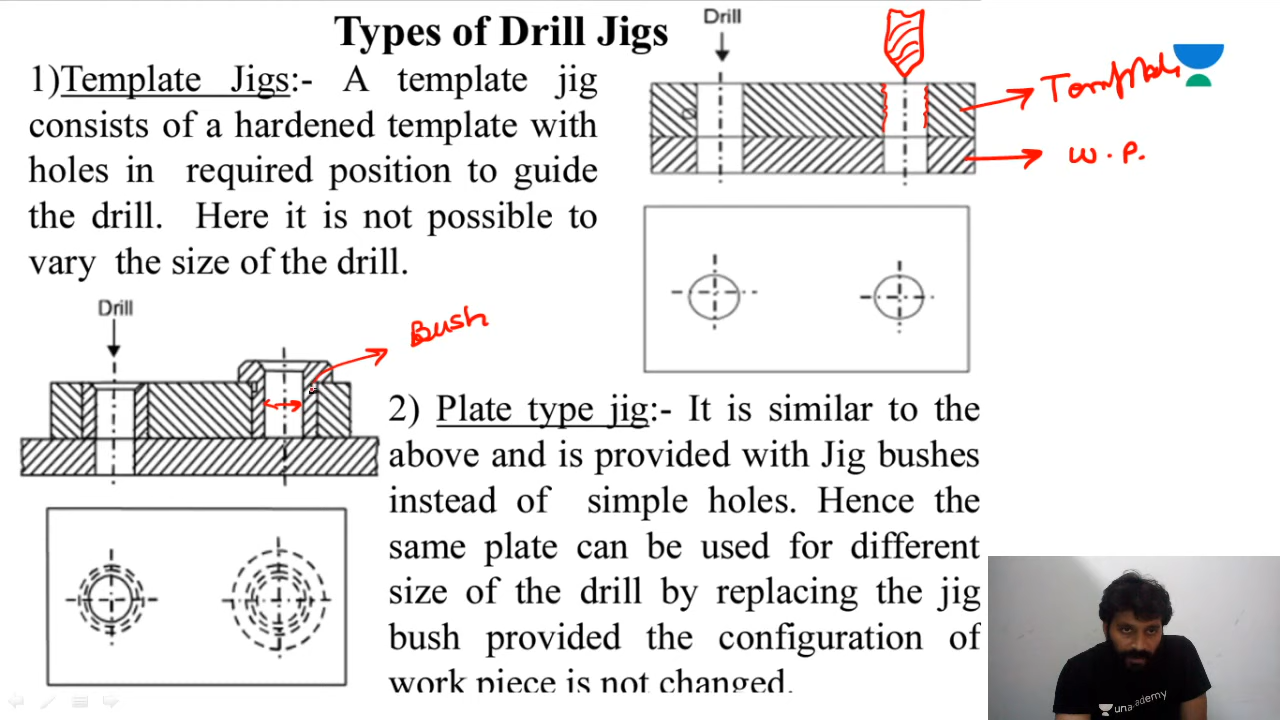 Types of Drill Jigs
1)Template Jigs:- A template jig
consists of a hardened template with
holes in required position to guide
the drill. Here it is not possible to
vary the size of the drill.
Drill
W.P.
Drill
Bush
2) Plate type jig:- It is similar to the
above and is provided with Jig bushes
instead of simple holes. Hence the
same plate can be used for different
size of the drill by replacing the jig
bush provided the configuration of
work piece is not changed.
unacademy